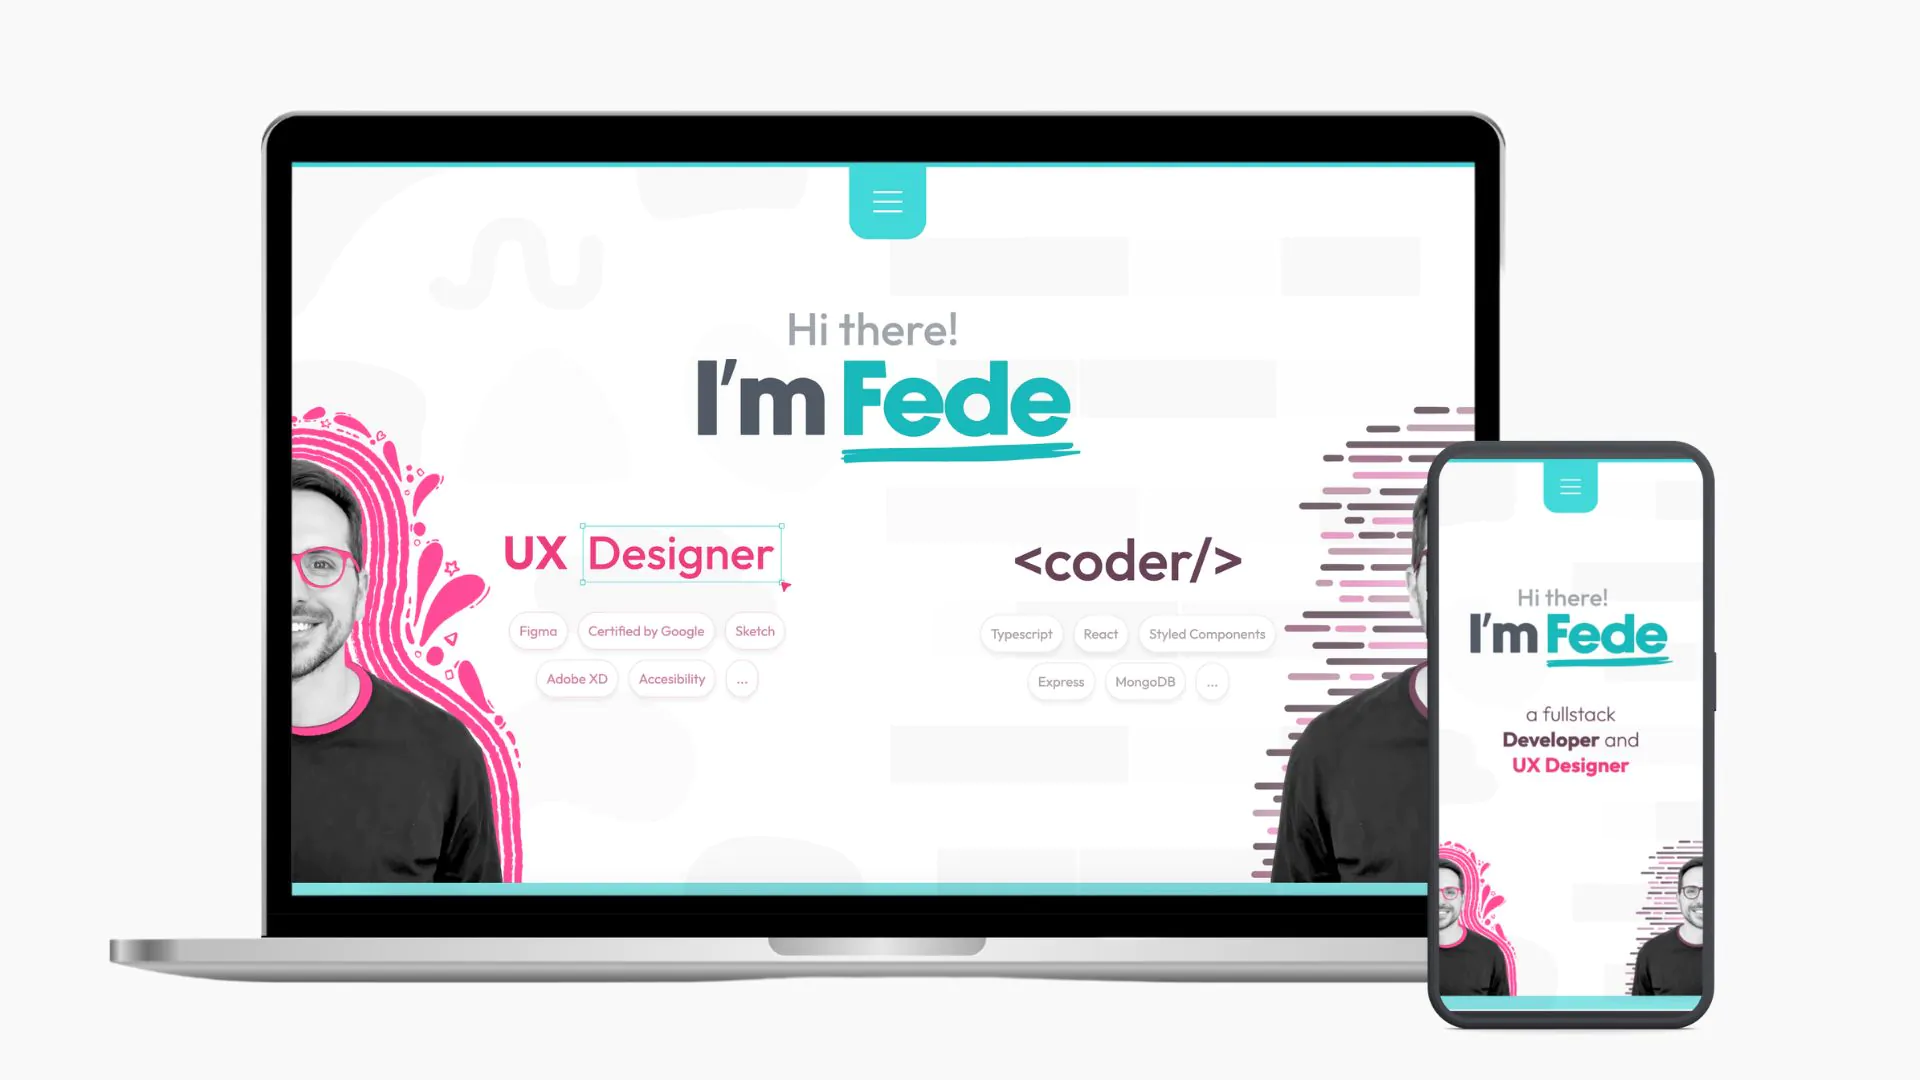 Hi there!
I'm Fede
UX Designer
Figma Certified by Google Sketch
Adobe XD Accesibility ...
<coder/>
Typescript React Styled Components
Express MongoDB ...
Hi there!
I'm Fede
a fullstack
Developer and
UX Designer